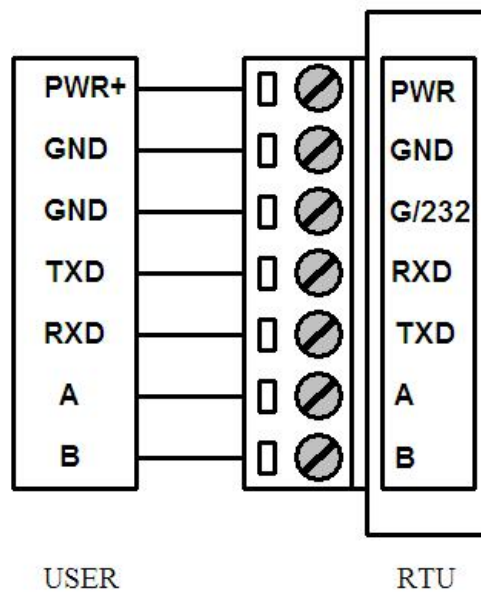 PWR+ PWR
GND GND
GND G/232
TXD RXD
RXD TXD
A A
B B
USER RTU